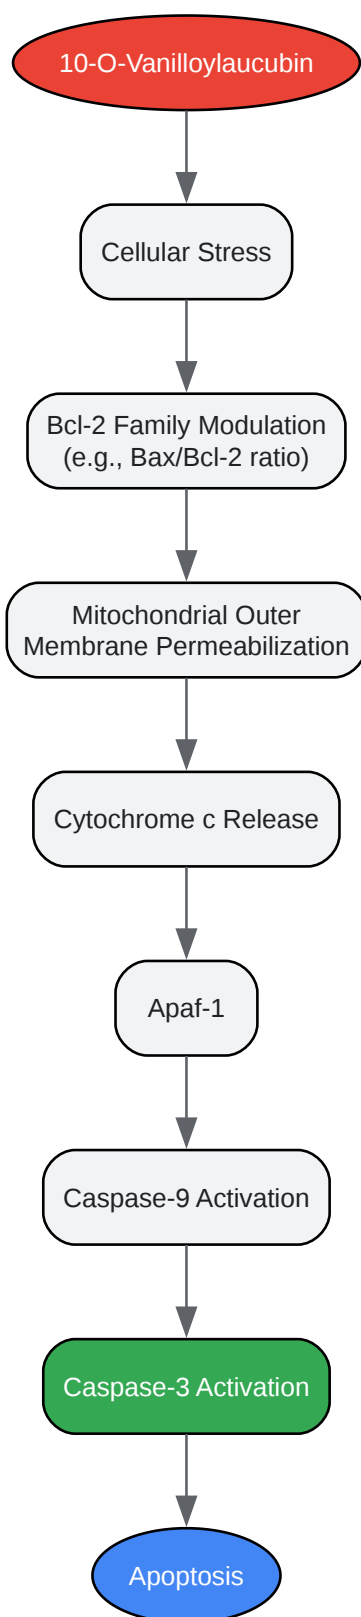 10-O-Vanilloylaucubin
Cellular Stress
Bcl-2 Family Modulation
(e.g., Bax/Bcl-2 ratio)
Mitochondrial Outer
Membrane Permeabilization
Cytochrome c Release
Apaf-1
Caspase-9 Activation
Caspase-3 Activation
Apoptosis